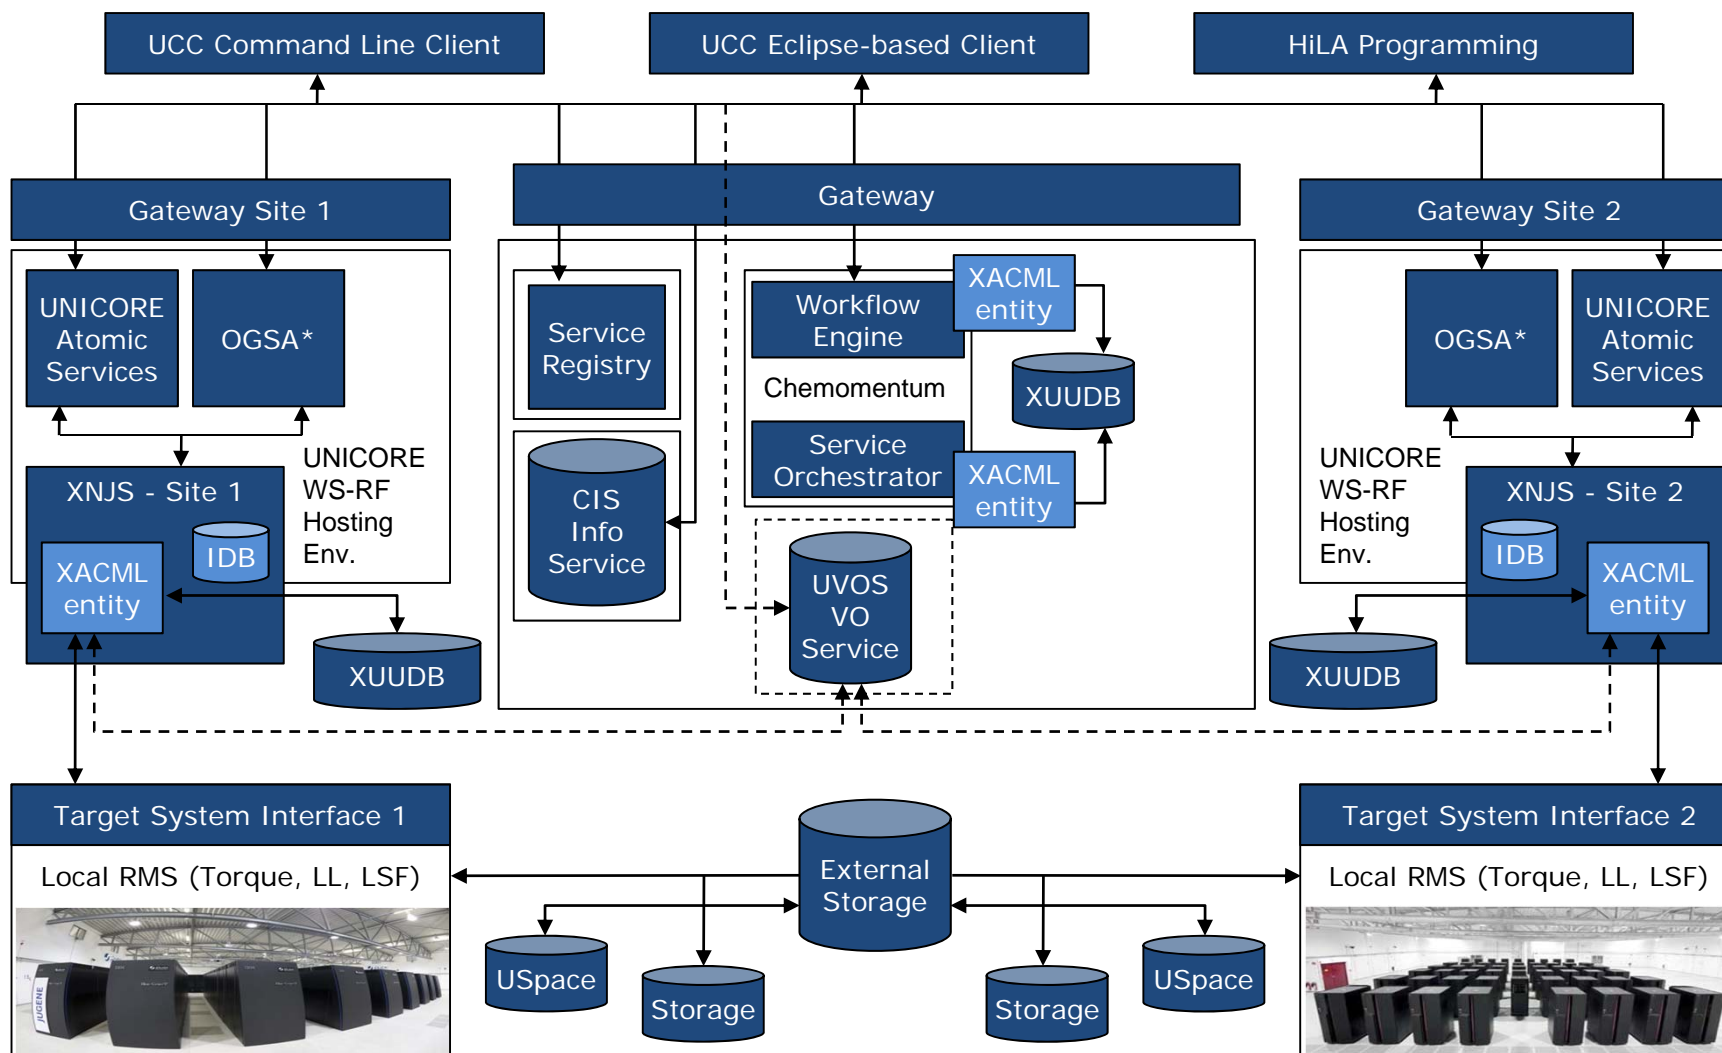 UCC Command Line Client
UCC Eclipse-based Client
HiLA Programming
Gateway Site 1
Gateway
Gateway Site 2
UNICORE
Atomic
Services
OGSA*
Service
Registry
Workflow
Engine
XACML
entity
Chemomentum
XUUDB
Service
Orchestrator
XACML
entity
OGSA*
UNICORE
Atomic
Services
UNICORE
WS-RF
Hosting
Env.
XNJS - Site 1
IDB
XACML
entity
XUUDB
CIS
Info
Service
UVOS
VO
Service
UNICORE
WS-RF
Hosting
Env.
XNJS - Site 2
IDB
XACML
entity
XUUDB
Target System Interface 1
Local RMS (Torque, LL, LSF)
JUGENE
External
Storage
USpace
Storage
Storage
USpace
Target System Interface 2
Local RMS (Torque, LL, LSF)